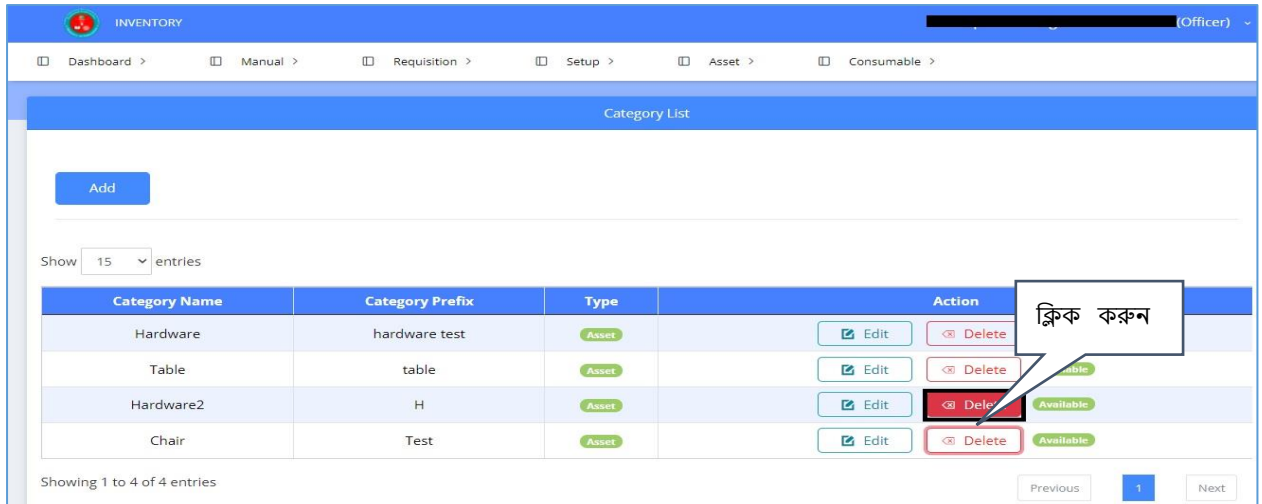 INVENTORY (Officer)
Dashboard > Manual > Requisition > Setup > Asset > Consumable >
Category List
Add
Show 15 entries
Category Name Category Prefix Type Action
ক্লিক করুন
Hardware hardware test Asset Edit Delete
Table table Asset Edit Delete
Hardware2 H Asset Edit Delete Available
Chair Test Asset Edit Delete Available
Showing 1 to 4 of 4 entries
Previous 1 Next